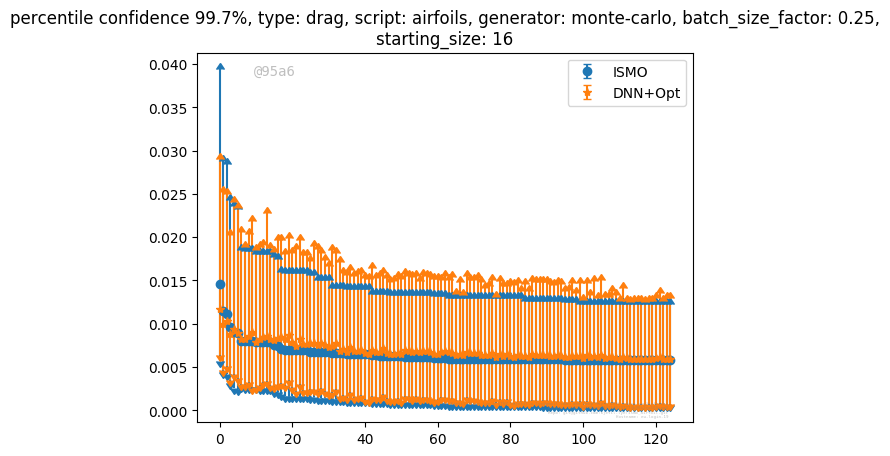 percentile confidence 99.7%, type: drag, script: airfoils, generator: monte-carlo, batch_size_factor: 0.25,
starting_size: 16
@95a6
ISMO
DNN+Opt
0.040
0.035
0.030
0.025
0.020
0.015
0.010
0.005
0.000
0 20 40 60 80 100 120